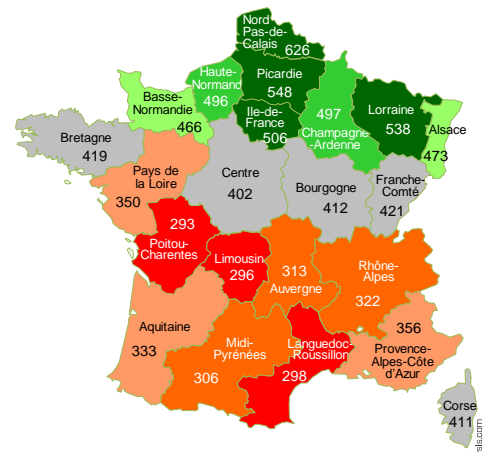 Nord
Pas-de-
Calais
626
Haute-
Normand
496
Picardie
548
Basse-
Normandie
466
Ile-de-
France
506
497
Champagne-
Ardenne
Lorraine
538
Alsace
473
Bretagne
419
Pays de
la Loire
350
Centre
402
Bourgogne
412
Franche-
Comté
421
293
Poitou-
Charentes
Limousin
296
313
Auvergne
Rhône-
Alpes
322
Aquitaine
333
Midi-
Pyrénées
306
Languedoc-
Roussillon
298
356
Provence-
Alpes-Côte
d'Azur
Corse
411
sls.com